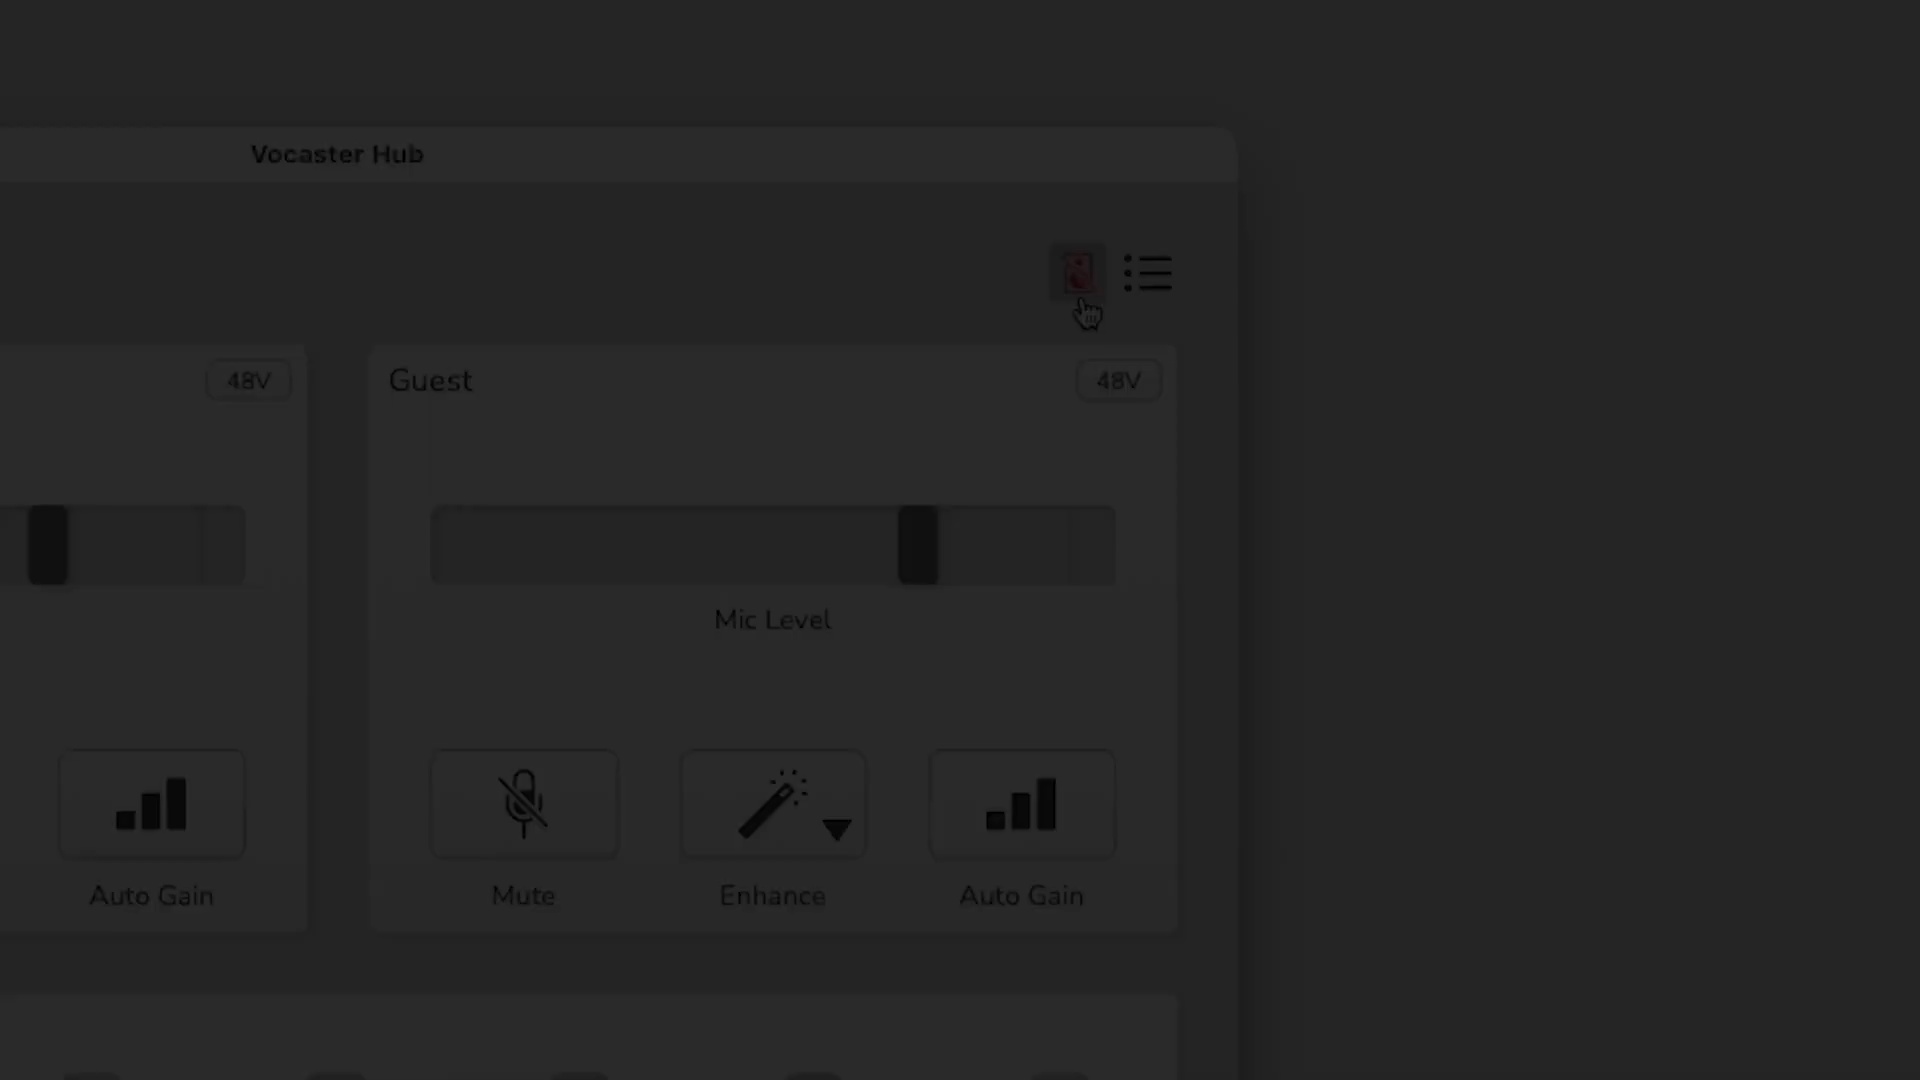 Vocaster Hub
48V
Guest
48V
Mic Level
Auto Gain
Mute
Enhance
Auto Gain